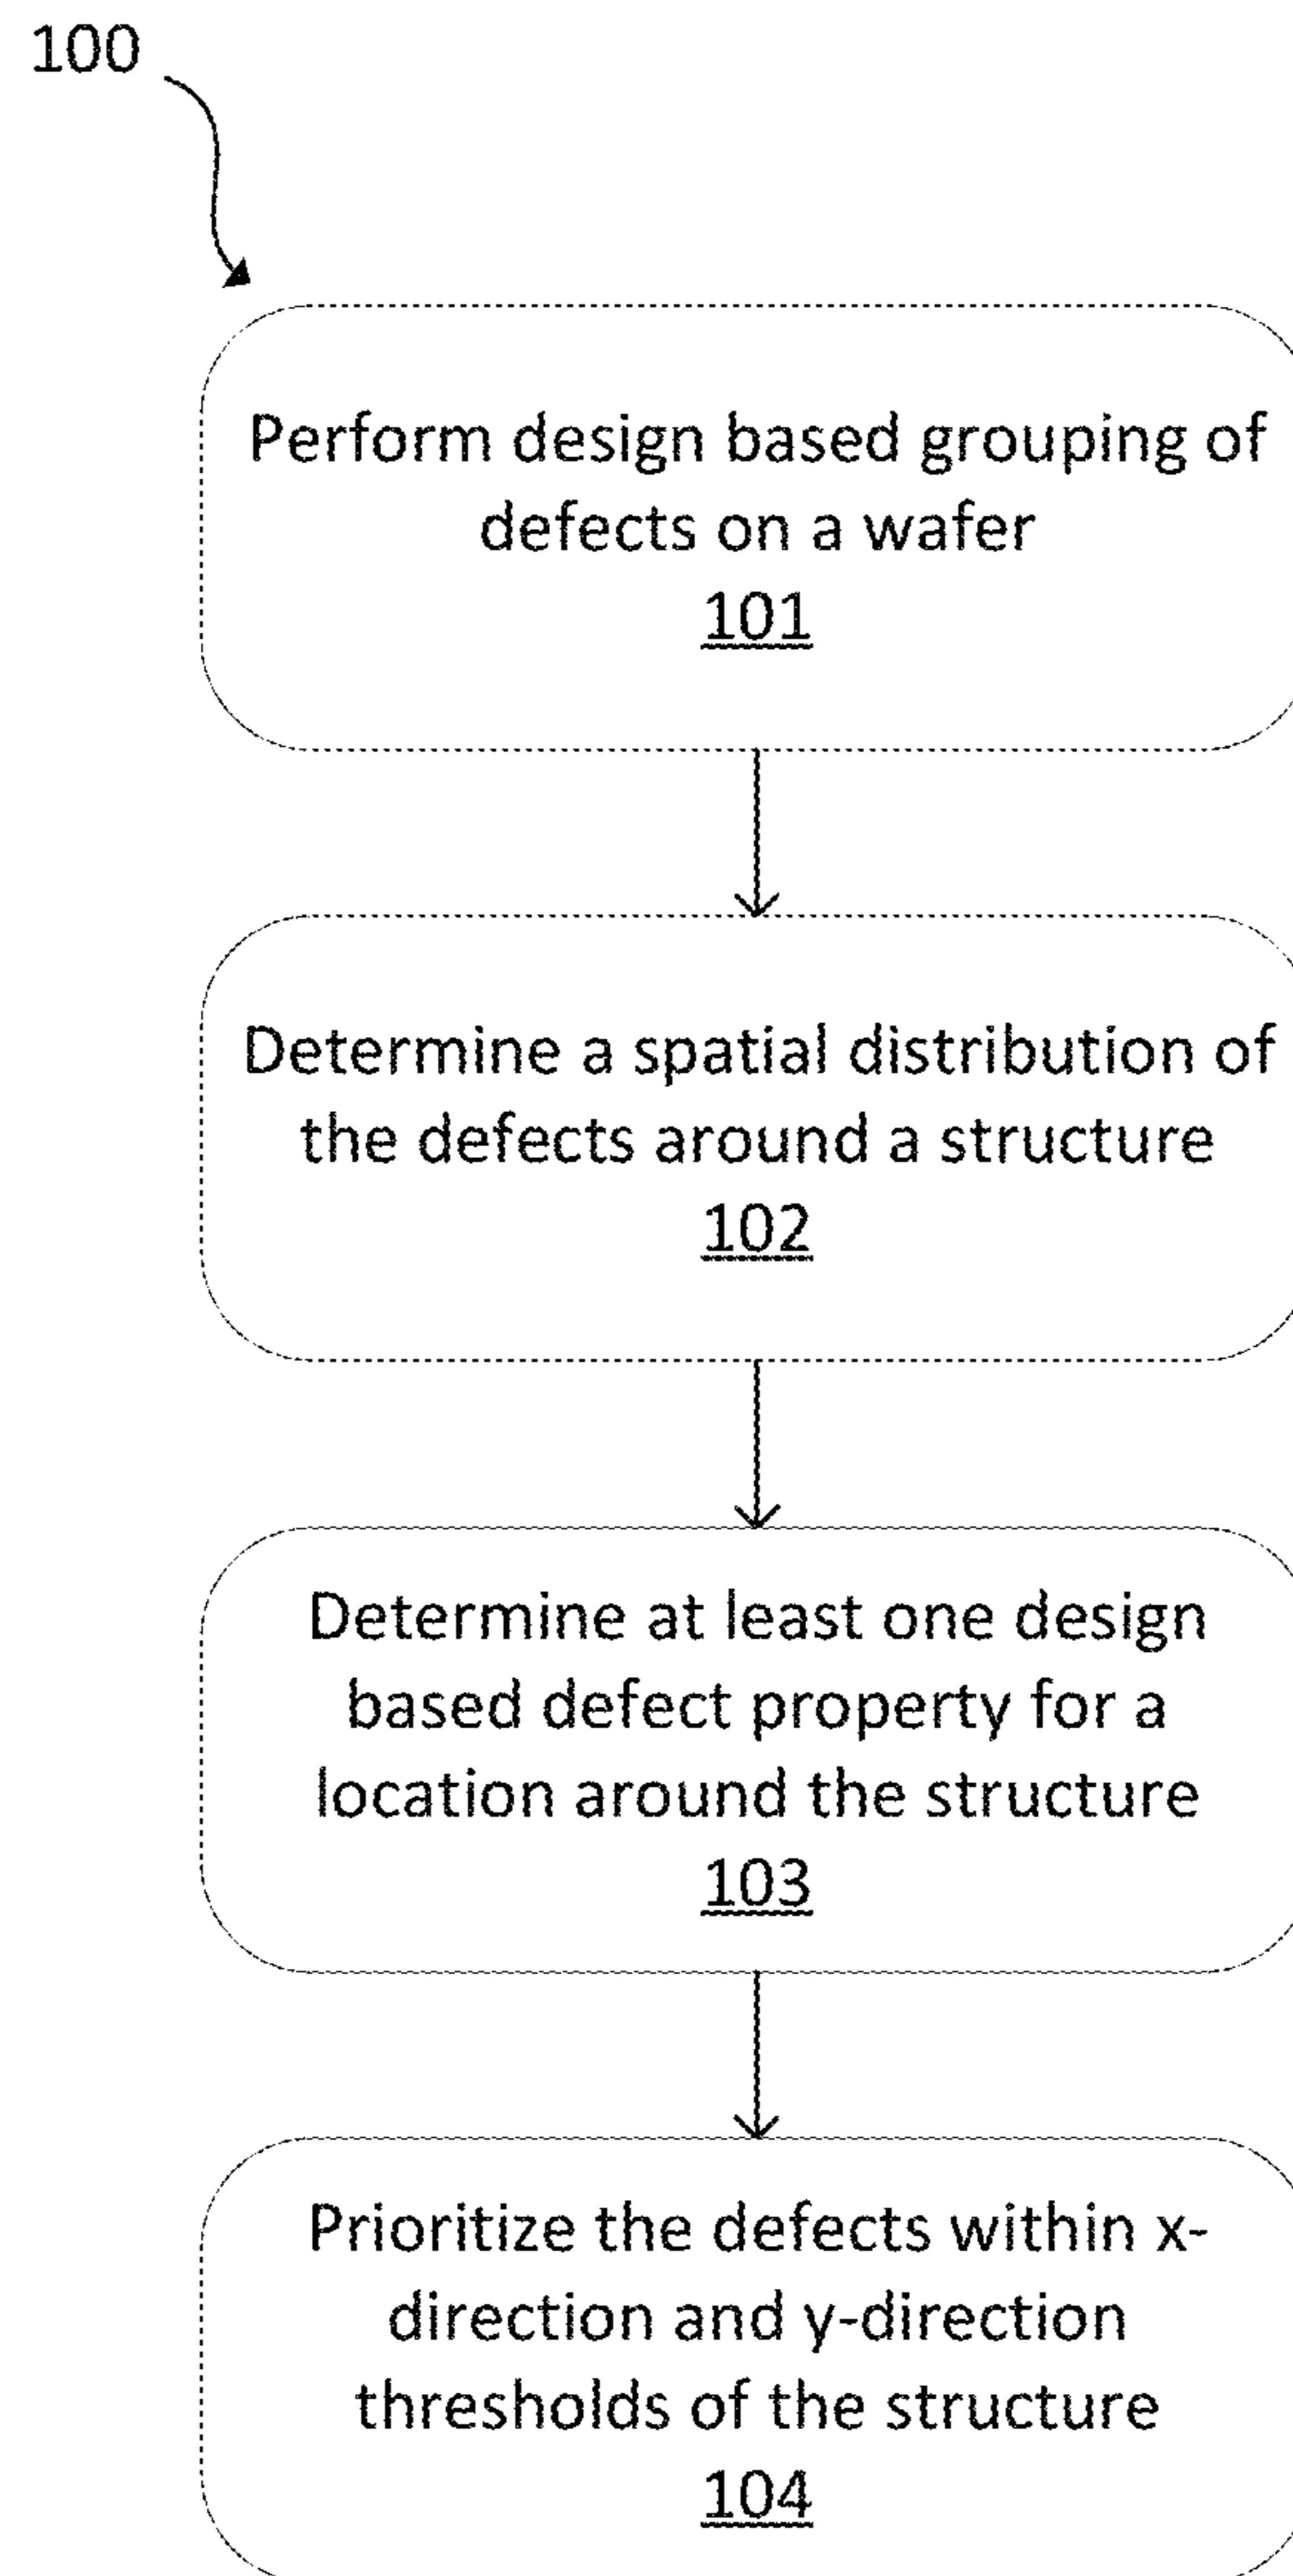 100
Perform design based grouping of
defects on a wafer
101
Determine a spatial distribution of
the defects around a structure
102
Determine at least one design
based defect property for a
location around the structure
103
Prioritize the defects within x-
direction and y-direction
thresholds of the structure
104